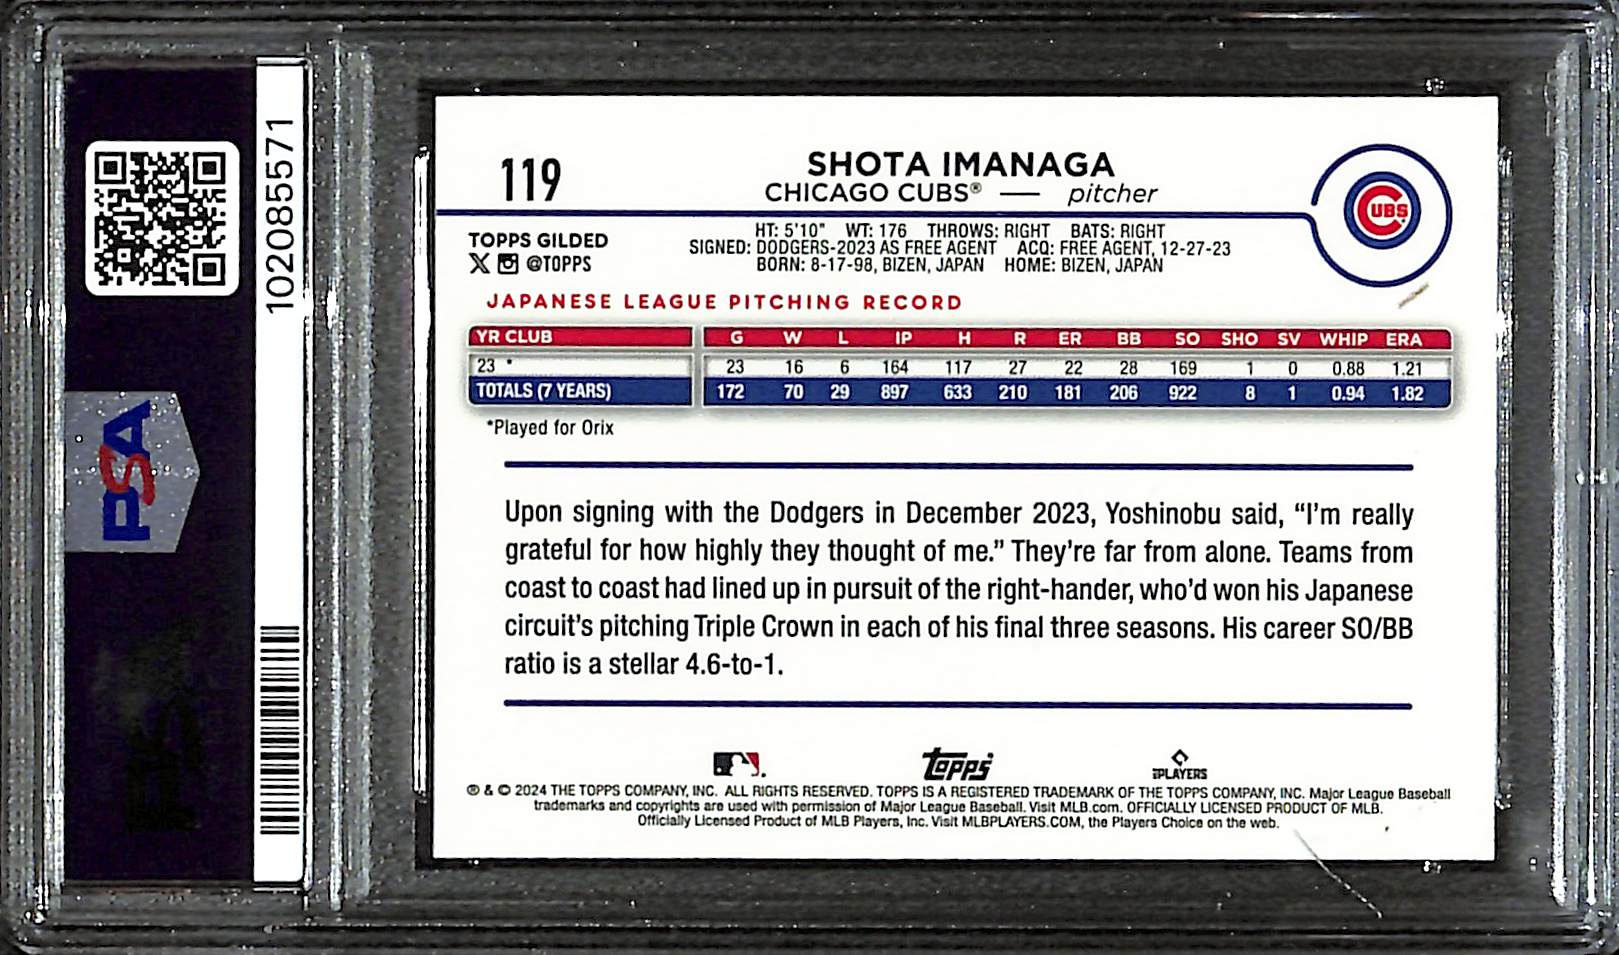 102085571
PSA
119
SHOTA IMANAGA
CHICAGO CUBS® — pitcher
CUBS
TOPPS GILDED
X @TOPPS
HT: 5'10" WT: 176 THROWS: RIGHT BATS: RIGHT
SIGNED: DODGERS-2023 AS FREE AGENT ACQ: FREE AGENT, 12-27-23
BORN: 8-17-98, BIZEN, JAPAN HOME: BIZEN, JAPAN
JAPANESE LEAGUE PITCHING RECORD
YR CLUB G W L IP H R ER BB SO SHO SV WHIP ERA
23 * 23 16 6 164 117 27 22 28 169 1 0 0.88 1.21
TOTALS (7 YEARS) 172 70 29 897 633 210 181 206 922 8 1 0.94 1.82
*Played for Orix
Upon signing with the Dodgers in December 2023, Yoshinobu said, “I’m really
grateful for how highly they thought of me.” They’re far from alone. Teams from
coast to coast had lined up in pursuit of the right-hander, who’d won his Japanese
circuit’s pitching Triple Crown in each of his final three seasons. His career SO/BB
ratio is a stellar 4.6-to-1.
Topps
PLAYERS
® & © 2024 THE TOPPS COMPANY, INC. ALL RIGHTS RESERVED. TOPPS IS A REGISTERED TRADEMARK OF THE TOPPS COMPANY, INC. Major League Baseball
trademarks and copyrights are used with permission of Major League Baseball. Visit MLB.com. OFFICIALLY LICENSED PRODUCT OF MLB.
Officially Licensed Product of MLB Players, Inc. Visit MLBPLAYERS.COM, the Players Choice on the web.